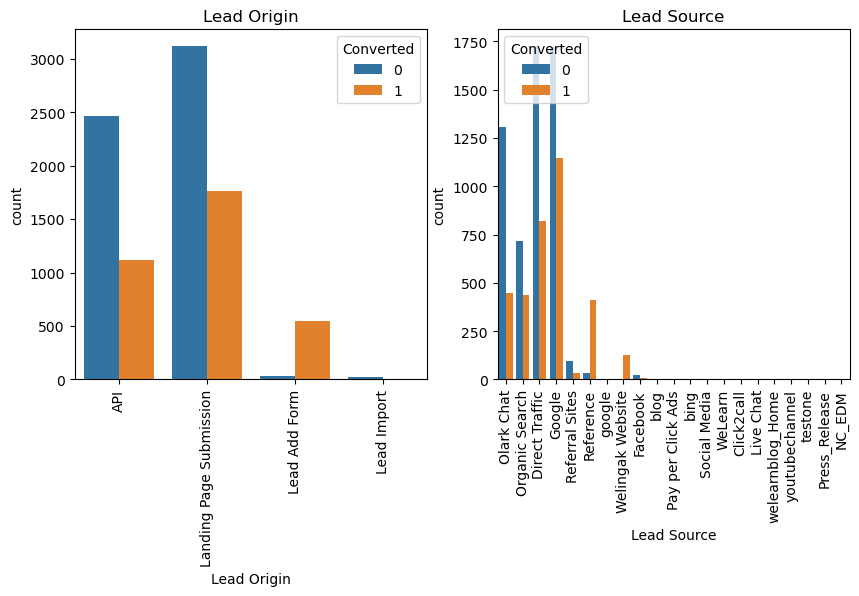 Lead Origin
count
3000
2500
2000
1500
1000
500
0
Converted
0
1
API
Landing Page Submission
Lead Add Form
Lead Import
Lead Origin
Lead Source
count
1750
1500
1250
1000
750
500
250
0
Converted
0
1
Olark Chat
Organic Search
Direct Traffic
Google
Referral Sites
Reference
google
Welingak Website
Facebook
blog
Pay per Click Ads
bing
Social Media
WeLearn
Click2call
Live Chat
welearnblog_Home
youtubechannel
testone
Press_Release
NC_EDM
Lead Source